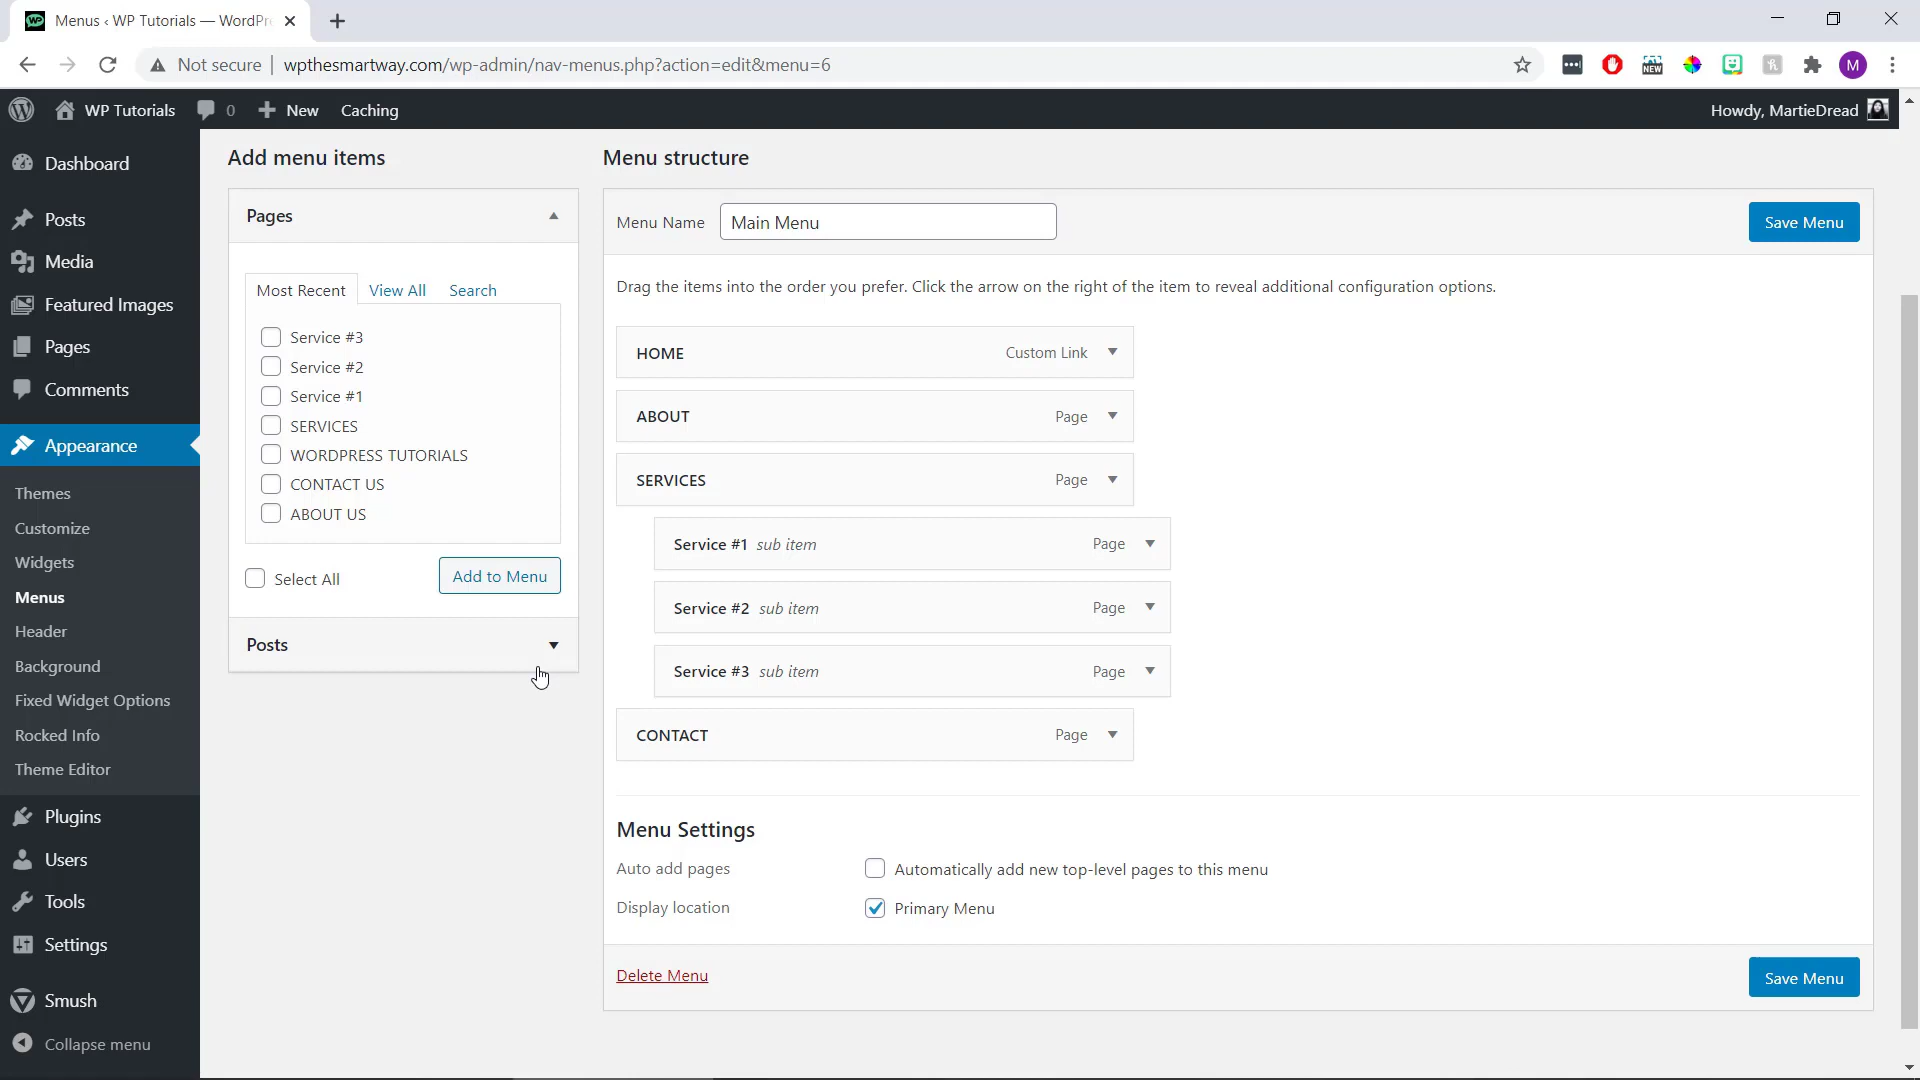 Menus ‹ WP Tutorials — WordPre
Not secure | wpthesmartway.com/wp-admin/nav-menus.php?action=edit&menu=6
NEW
M
WP Tutorials 0 New Caching
Howdy, MartieDread
Dashboard
Posts
Media
Featured Images
Pages
Comments
Appearance
Themes
Customize
Widgets
Menus
Header
Background
Fixed Widget Options
Rocked Info
Theme Editor
Plugins
Users
Tools
Settings
Smush
Collapse menu
Add menu items
Pages
Most Recent View All Search
Service #3
Service #2
Service #1
SERVICES
WORDPRESS TUTORIALS
CONTACT US
ABOUT US
Select All Add to Menu
Posts
Menu structure
Menu Name Main Menu Save Menu
Drag the items into the order you prefer. Click the arrow on the right of the item to reveal additional configuration options.
HOME Custom Link
ABOUT Page
SERVICES Page
Service #1 sub item Page
Service #2 sub item Page
Service #3 sub item Page
CONTACT Page
Menu Settings
Auto add pages Automatically add new top-level pages to this menu
Display location Primary Menu
Delete Menu Save Menu